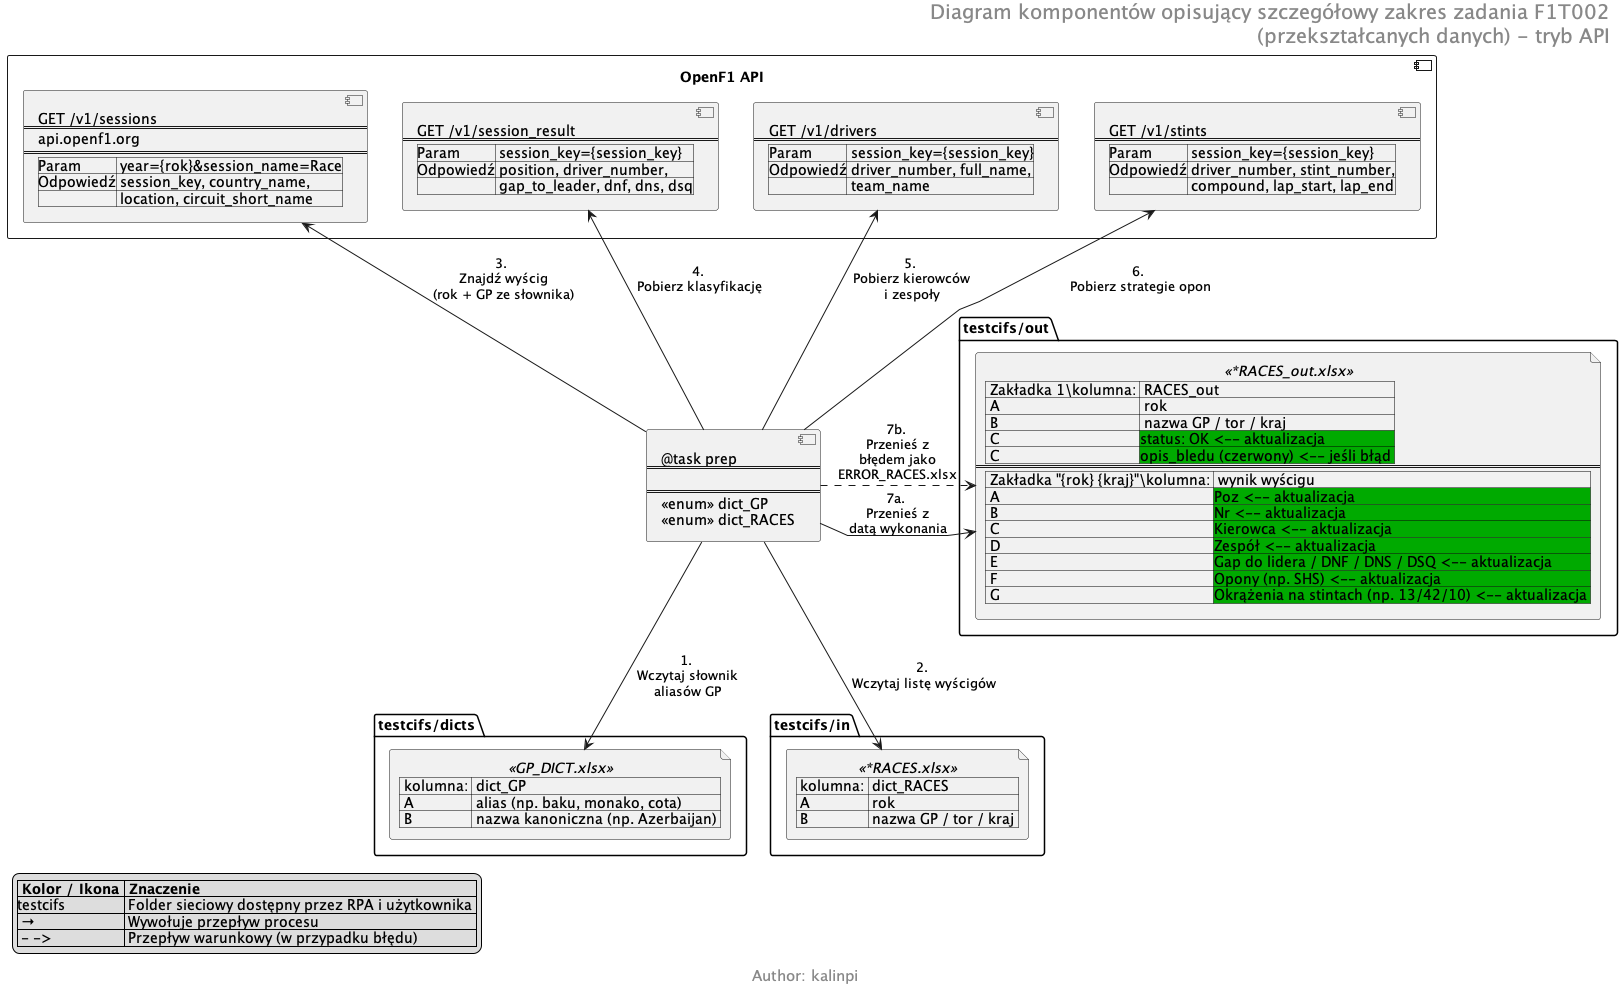 Diagram komponentów opisujący szczegółowy zakres zadania F1T002
(przekształcanych danych) - tryb API
OpenF1 API
GET /v1/sessions
api.openf1.org
Param year={rok}&session_name=Race
Odpowiedź session_key, country_name,
location, circuit_short_name
GET /v1/session_result
Param session_key={session_key}
Odpowiedź position, driver_number,
gap_to_leader, dnf, dns, dsq
GET /v1/drivers
Param session_key={session_key}
Odpowiedź driver_number, full_name,
team_name
GET /v1/stints
Param session_key={session_key}
Odpowiedź driver_number, stint_number,
compound, lap_start, lap_end
3.
Znajdź wyścig
(rok + GP ze słownika)
4.
Pobierz klasyfikację
5.
Pobierz kierowców
i zespoły
6.
Pobierz strategie opon
testcifs/out
«*RACES_out.xlsx»
Zakładka 1\kolumna: RACES_out
A rok
B nazwa GP / tor / kraj
C status: OK <-- aktualizacja
C opis_bledu (czerwony) <-- jeśli błąd
Zakładka "{rok} {kraj}"\kolumna: wynik wyścigu
A Poz <-- aktualizacja
B Nr <-- aktualizacja
C Kierowca <-- aktualizacja
D Zespół <-- aktualizacja
E Gap do lidera / DNF / DNS / DSQ <-- aktualizacja
F Opony (np. SHS) <-- aktualizacja
G Okrążenia na stintach (np. 13/42/10) <-- aktualizacja
@task prep
«enum» dict_GP
«enum» dict_RACES
7b.
Przenieś z
błędem jako
ERROR_RACES.xlsx
7a.
Przenieś z
datą wykonania
1.
Wczytaj słownik
aliasów GP
2.
Wczytaj listę wyścigów
testcifs/dicts
«GP_DICT.xlsx»
kolumna: dict_GP
A alias (np. baku, monako, cota)
B nazwa kanoniczna (np. Azerbaijan)
testcifs/in
«*RACES.xlsx»
kolumna: dict_RACES
A rok
B nazwa GP / tor / kraj
Kolor / Ikona Znaczenie
testcifs Folder sieciowy dostępny przez RPA i użytkownika
→ Wywołuje przepływ procesu
- -> Przepływ warunkowy (w przypadku błędu)
Author: kalinpi